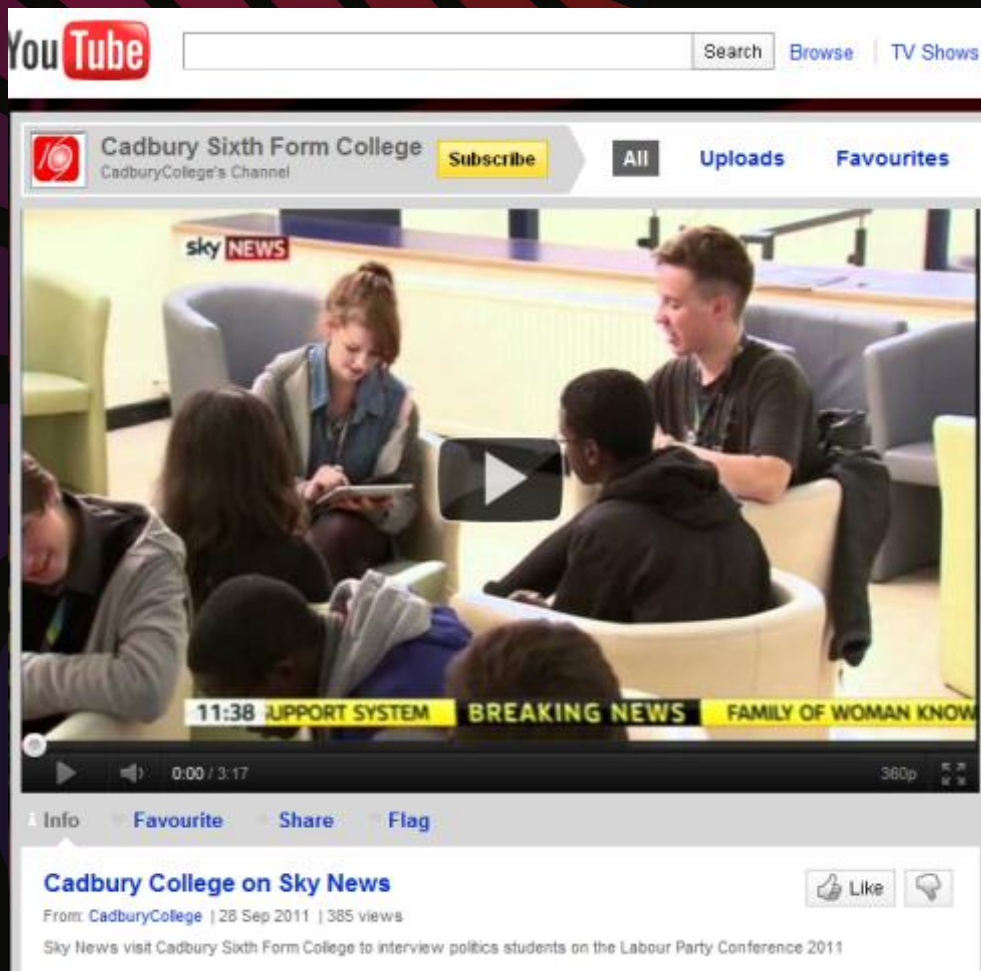 You Tube Search Browse TV Shows
16 Cadbury Sixth Form College Subscribe All Uploads Favourites
CadburyCollege's Channel
sky NEWS
11:38 UPPORT SYSTEM BREAKING NEWS FAMILY OF WOMAN KNOW
0:00 / 3:17 360p
Info Favourite Share Flag
Cadbury College on Sky News Like
From: CadburyCollege | 28 Sep 2011 | 385 views
Sky News visit Cadbury Sixth Form College to interview politics students on the Labour Party Conference 2011